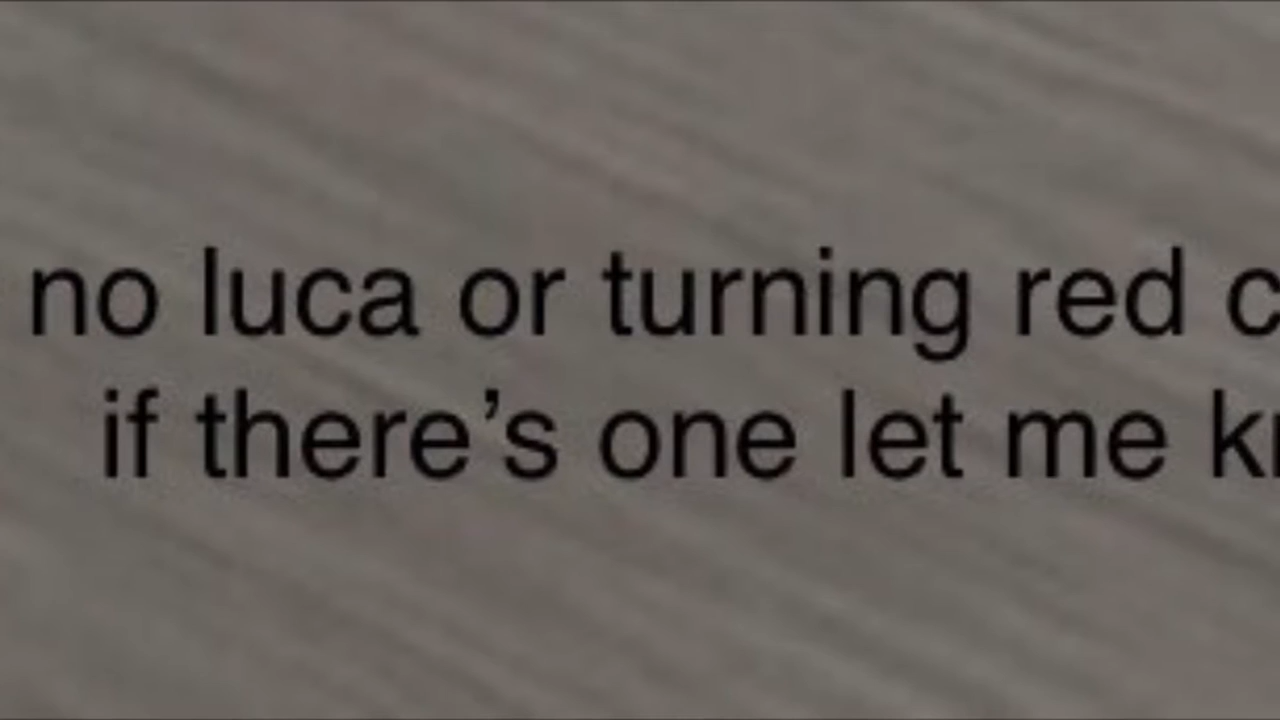 no luca or turning red
if there’s one let me